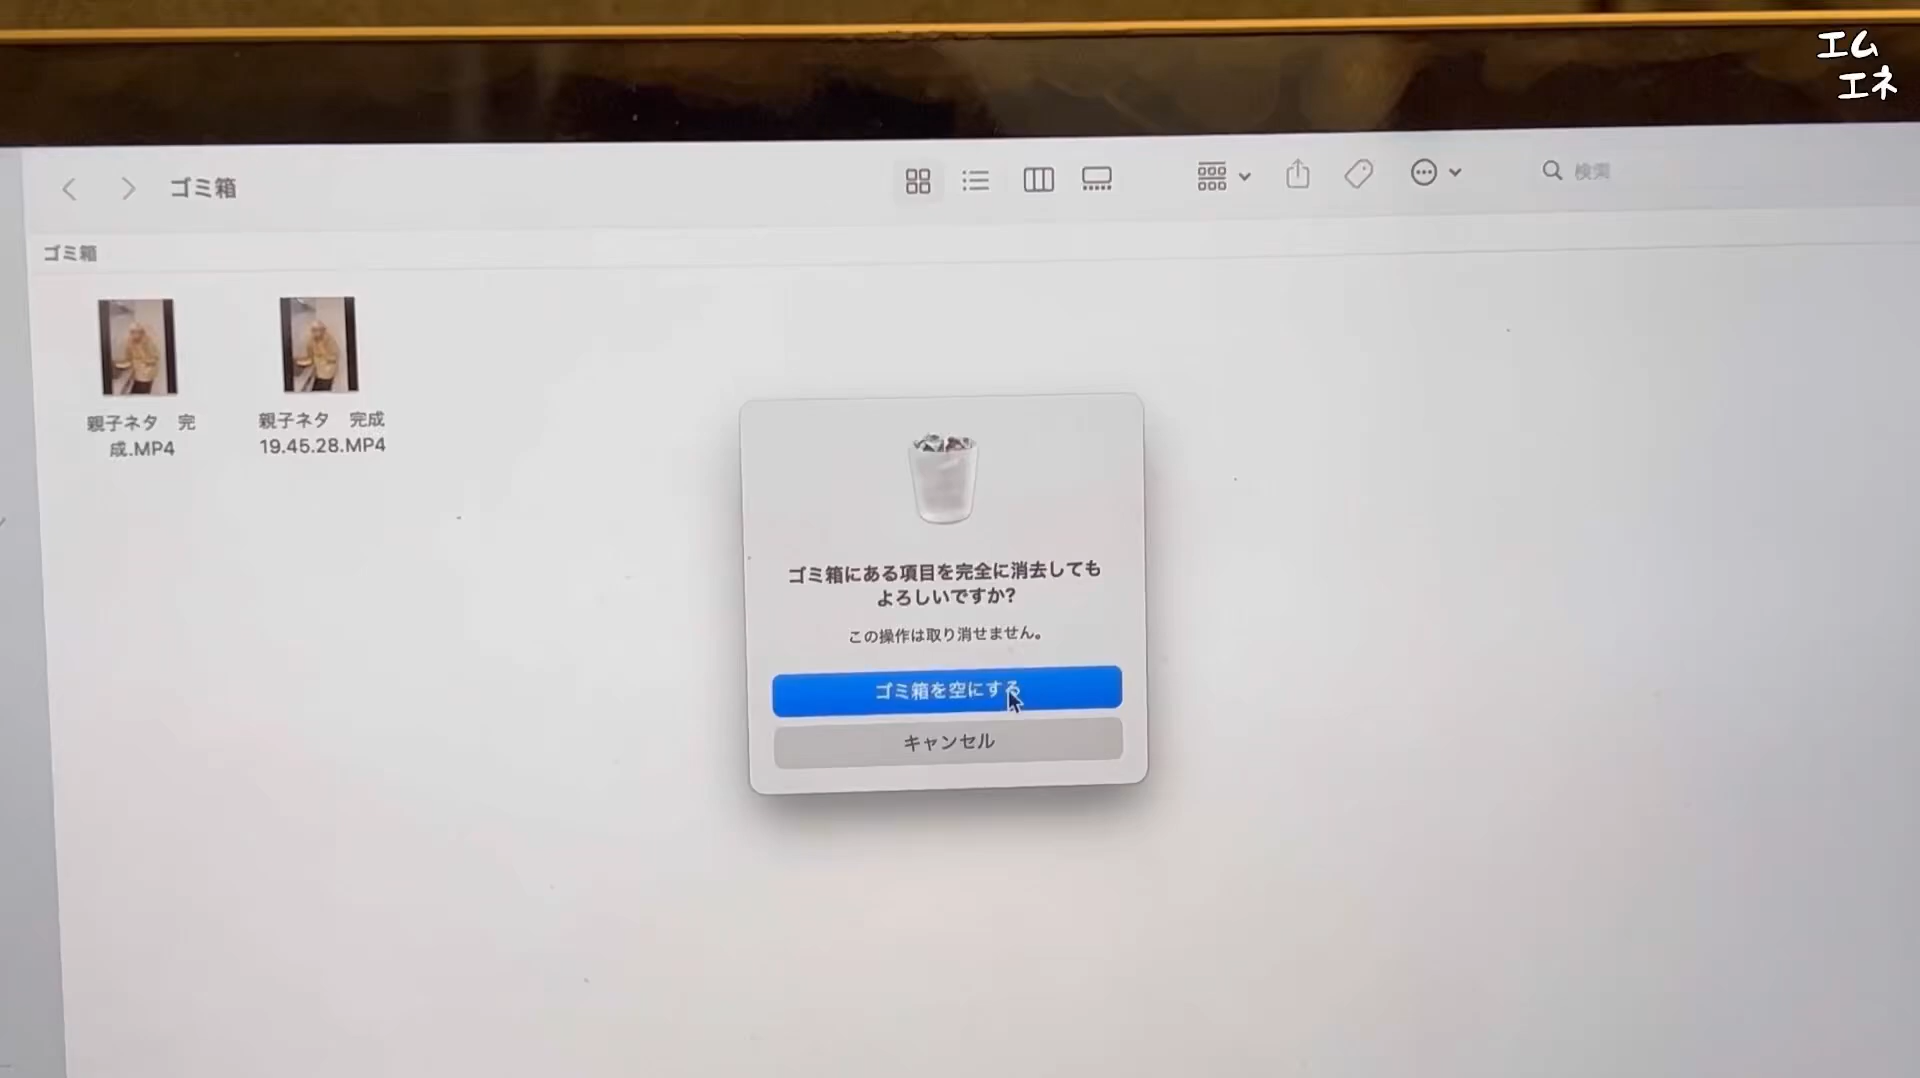 エム
エネ
ゴミ箱
検索
ゴミ箱
親子ネタ 完
成.MP4
親子ネタ 完成
19.45.28.MP4
ゴミ箱にある項目を完全に消去しても
よろしいですか?
この操作は取り消せません。
ゴミ箱を空にする
キャンセル